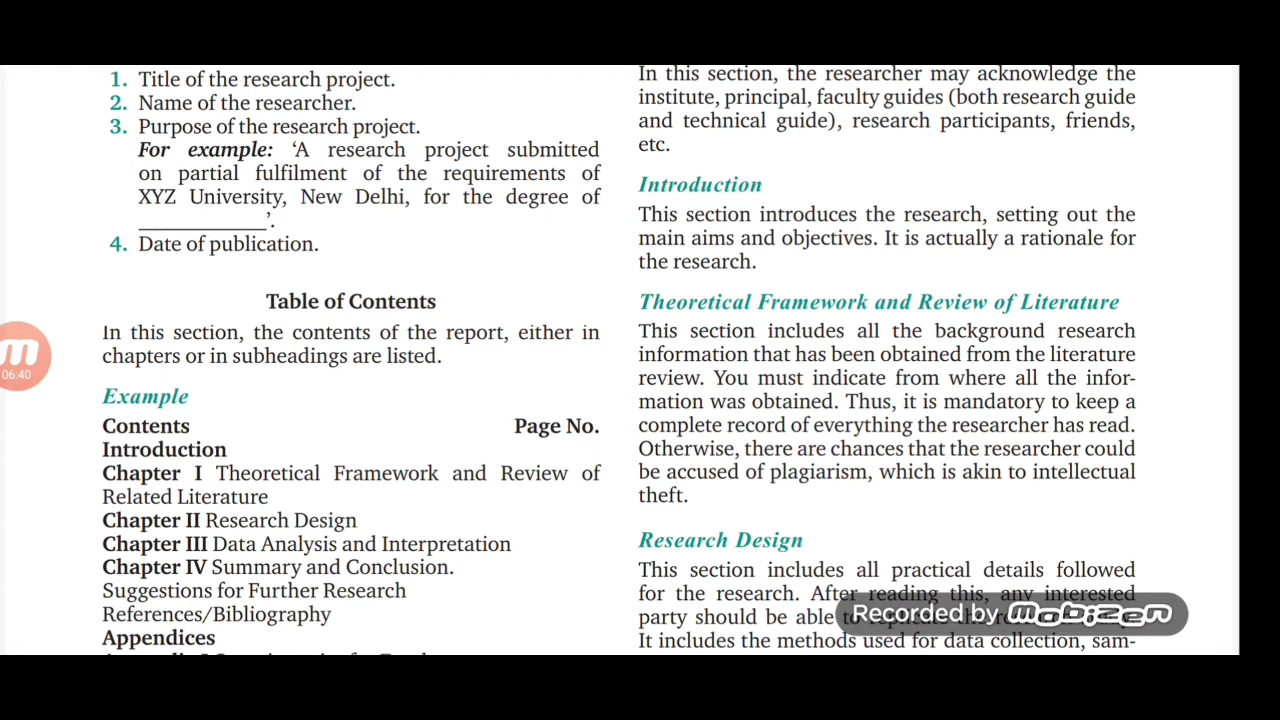 1. Title of the research project.
2. Name of the researcher.
3. Purpose of the research project.
For example: 'A research project submitted
on partial fulfilment of the requirements of
XYZ University, New Delhi, for the degree of
____________'.
4. Date of publication.
Table of Contents
In this section, the contents of the report, either in
chapters or in subheadings are listed.
Example
Contents Page No.
Introduction
Chapter I Theoretical Framework and Review of
Related Literature
Chapter II Research Design
Chapter III Data Analysis and Interpretation
Chapter IV Summary and Conclusion.
Suggestions for Further Research
References/Bibliography
Appendices
In this section, the researcher may acknowledge the
institute, principal, faculty guides (both research guide
and technical guide), research participants, friends,
etc.
Introduction
This section introduces the research, setting out the
main aims and objectives. It is actually a rationale for
the research.
Theoretical Framework and Review of Literature
This section includes all the background research
information that has been obtained from the literature
review. You must indicate from where all the infor-
mation was obtained. Thus, it is mandatory to keep a
complete record of everything the researcher has read.
Otherwise, there are chances that the researcher could
be accused of plagiarism, which is akin to intellectual
theft.
Research Design
This section includes all practical details followed
for the research. After reading this, any interested
party should be able to
It includes the methods used for data collection, sam-
06:40
Recorded by mobizen